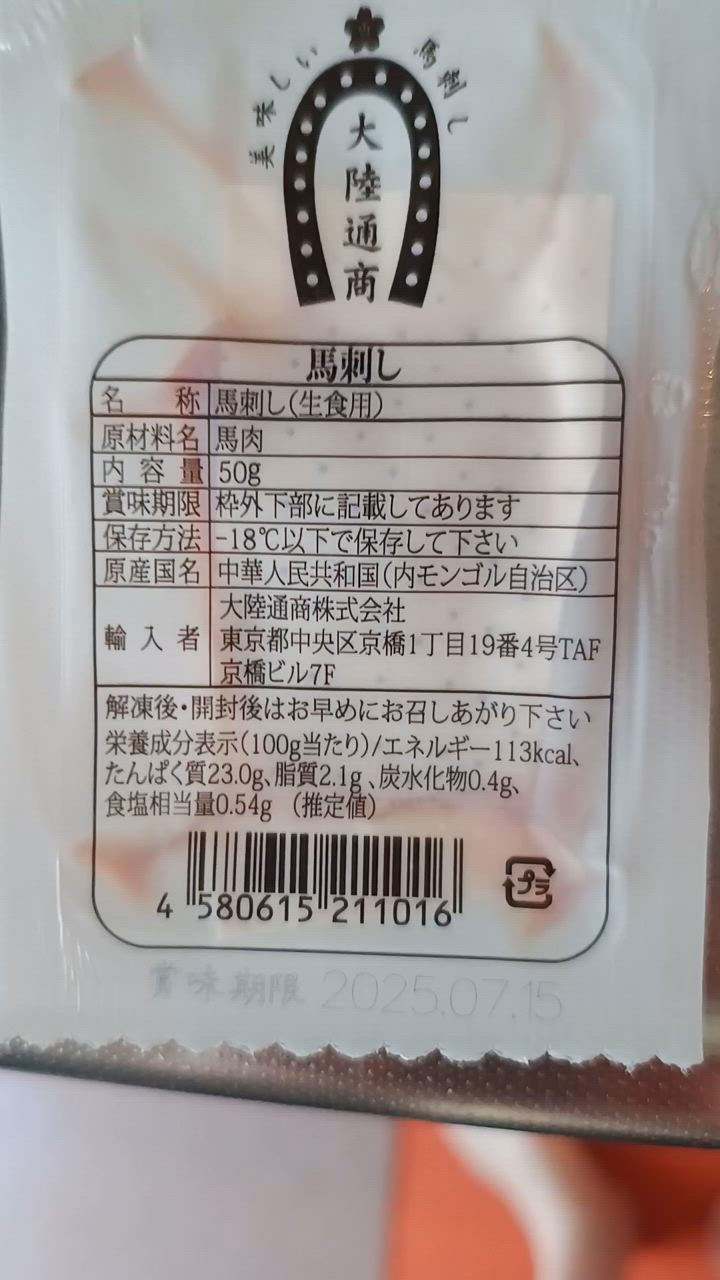 美味しい 馬刺し
大陸通商
馬刺し
名 称 馬刺し(生食用)
原材料名 馬肉
内容量 50g
賞味期限 枠外下部に記載してあります
保存方法 -18℃以下で保存して下さい
原産国名 中華人民共和国(内モンゴル自治区)
輸入者 大陸通商株式会社
東京都中央区京橋1丁目19番4号TAF
京橋ビル7F
解凍後・開封後はお早めにお召しあがり下さい
栄養成分表示(100g当たり)/エネルギー113kcal、
たんぱく質23.0g、脂質2.1g、炭水化物0.4g、
食塩相当量0.54g (推定値)
4 580615 211016
プラ
賞味期限 2025.07.15